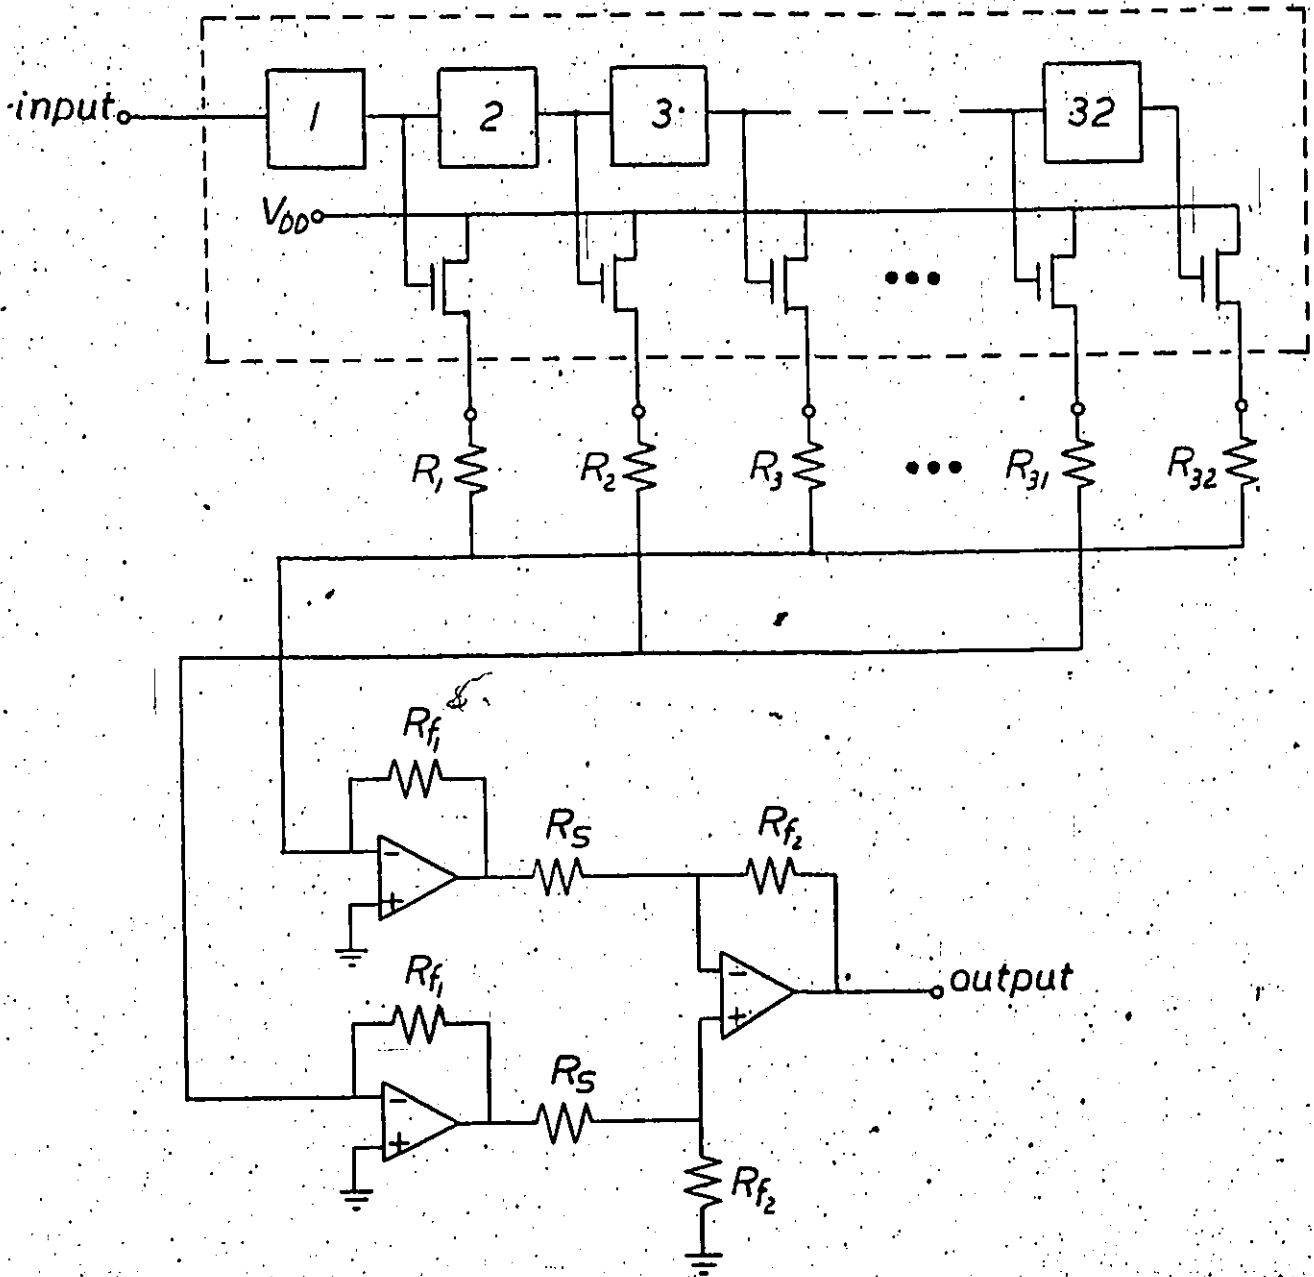 input 1 2 3 32
V_DD
R_1 R_2 R_3 R_31 R_32
R_f1
R_S R_f2
- +
- +
output
R_f1
R_S
- +
R_f2